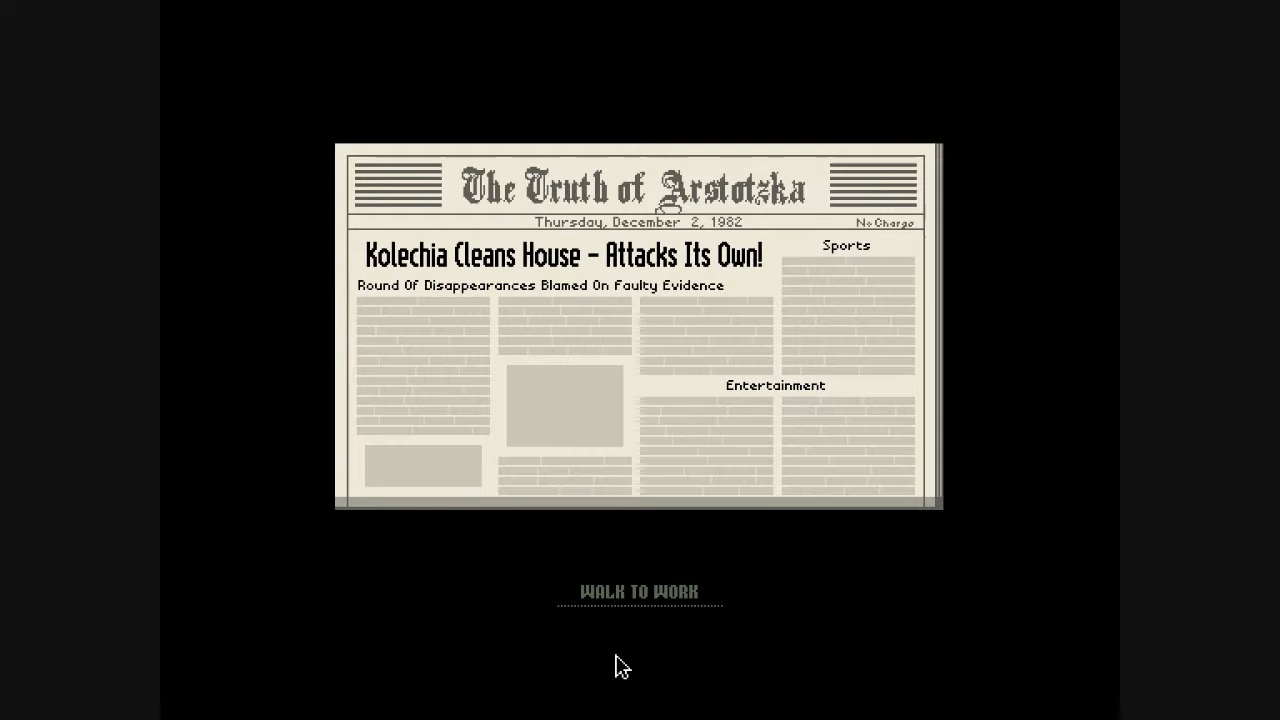 The Truth of Arstotzka
Thursday, December 2, 1982
No Charge
Kolechia Cleans House - Attacks Its Own!
Round Of Disappearances Blamed On Faulty Evidence
Sports
Entertainment
WALK TO WORK